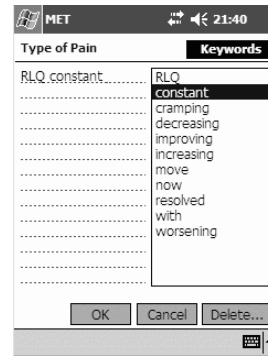 MET 21:40
Type of Pain Keywords
RLQ constant
RLQ
constant
cramping
decreasing
improving
increasing
move
now
resolved
with
worsening
OK Cancel Delete...